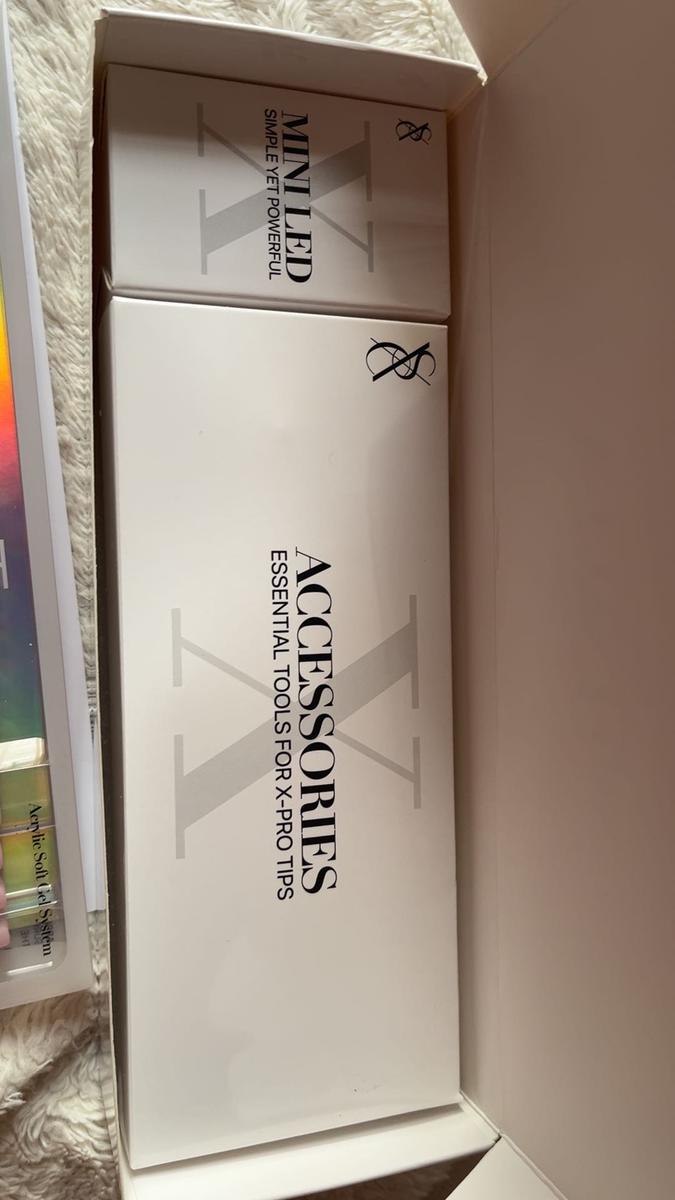 MINI LED
SIMPLE YET POWERFUL
X
ACCESSORIES
ESSENTIAL TOOLS FOR X-PRO TIPS
X
Acrylic Soft Gel System